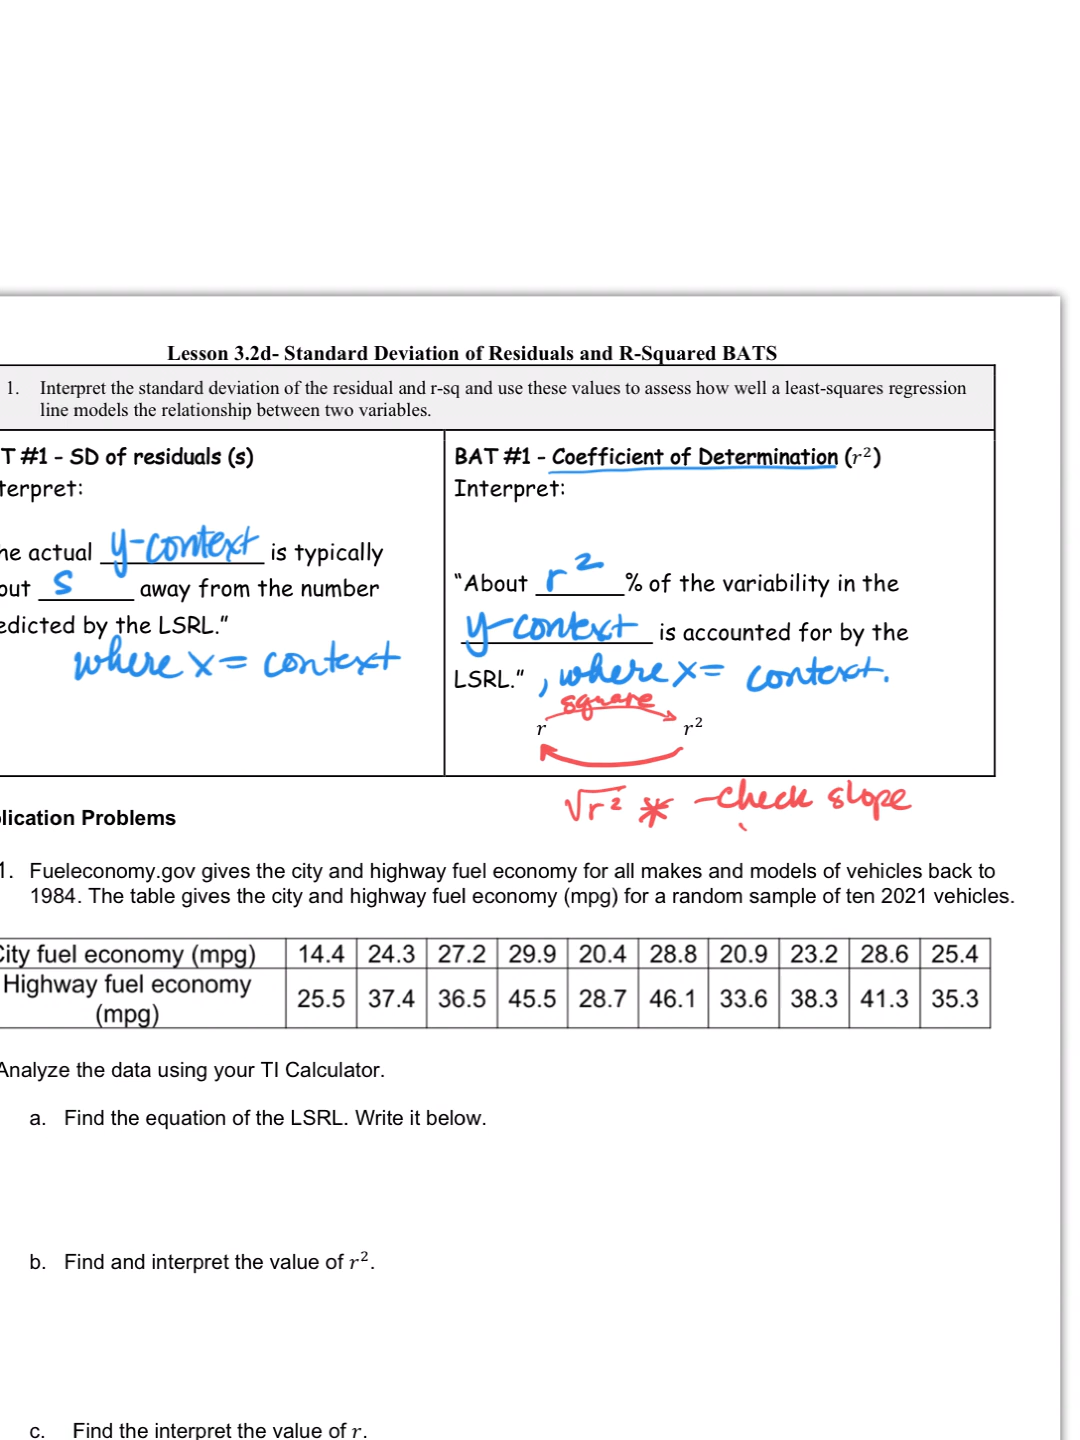 Lesson 3.2d- Standard Deviation of Residuals and R-Squared BATS
1. Interpret the standard deviation of the residual and r-sq and use these values to assess how well a least-squares regression
line models the relationship between two variables.
T #1 - SD of residuals (s)
terpret:
he actual y-context is typically
out s away from the number
edicted by the LSRL."
where x = context
BAT #1 - Coefficient of Determination (r²)
Interpret:
"About r² % of the variability in the
y-context is accounted for by the
LSRL.", where x = context.
square
r r²
√r² * -check slope
lication Problems
1. Fueleconomy.gov gives the city and highway fuel economy for all makes and models of vehicles back to
1984. The table gives the city and highway fuel economy (mpg) for a random sample of ten 2021 vehicles.
City fuel economy (mpg) 14.4 24.3 27.2 29.9 20.4 28.8 20.9 23.2 28.6 25.4
Highway fuel economy
(mpg) 25.5 37.4 36.5 45.5 28.7 46.1 33.6 38.3 41.3 35.3
Analyze the data using your TI Calculator.
a. Find the equation of the LSRL. Write it below.
b. Find and interpret the value of r².
c. Find the interpret the value of r.